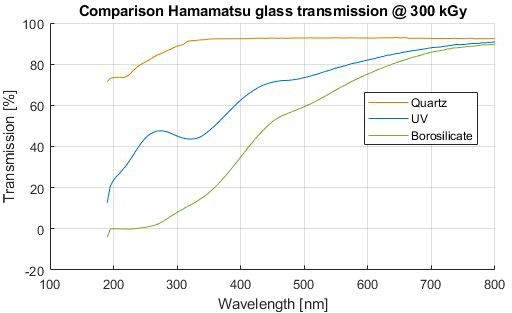 Comparison Hamamatsu glass transmission @ 300 kGy
Transmission [%]
100
80
60
40
20
0
-20
Quartz
UV
Borosilicate
100 200 300 400 500 600 700 800
Wavelength [nm]